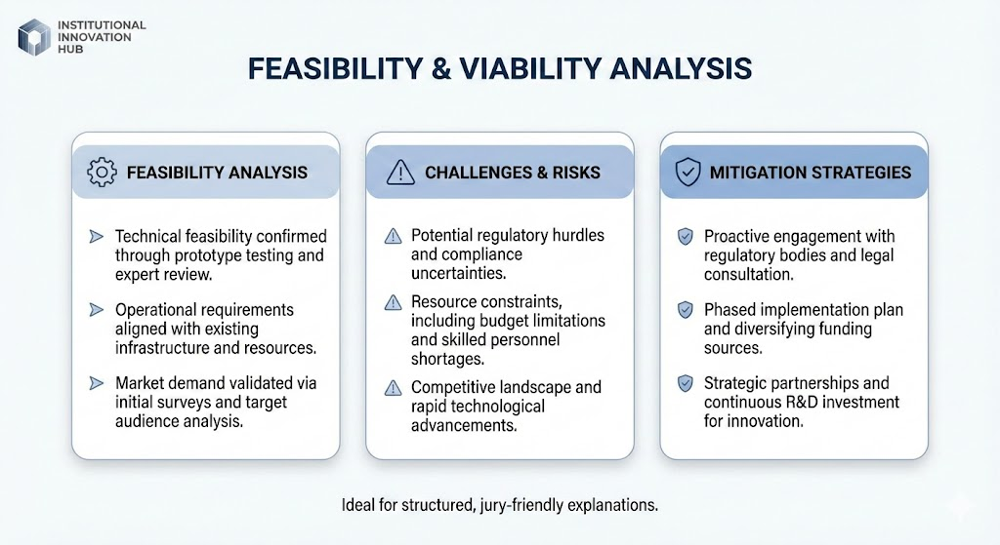 INSTITUTIONAL
INNOVATION
HUB
FEASIBILITY & VIABILITY ANALYSIS
FEASIBILITY ANALYSIS
Technical feasibility confirmed
through prototype testing and
expert review.
Operational requirements
aligned with existing
infrastructure and resources.
Market demand validated via
initial surveys and target
audience analysis.
CHALLENGES & RISKS
Potential regulatory hurdles
and compliance
uncertainties.
Resource constraints,
including budget limitations
and skilled personnel
shortages.
Competitive landscape and
rapid technological
advancements.
MITIGATION STRATEGIES
Proactive engagement with
regulatory bodies and legal
consultation.
Phased implementation plan
and diversifying funding
sources.
Strategic partnerships and
continuous R&D investment
for innovation.
Ideal for structured, jury-friendly explanations.